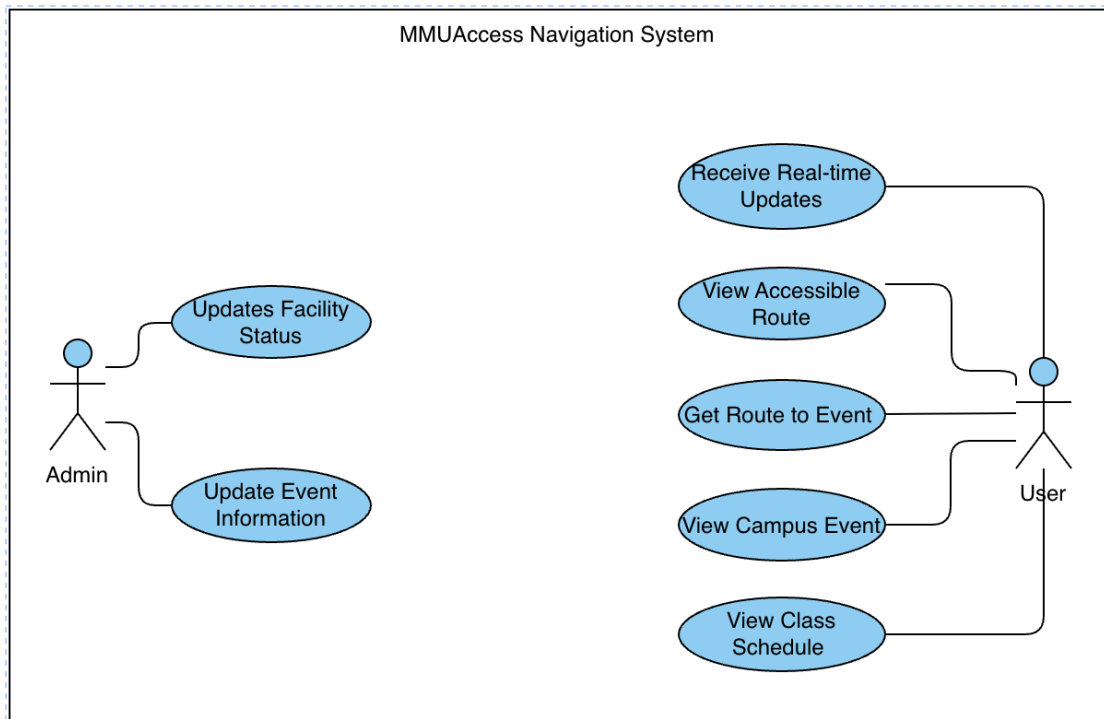 MMUAccess Navigation System
Receive Real-time
Updates
View Accessible
Route
Updates Facility
Status
Get Route to Event
Admin
User
Update Event
Information
View Campus Event
View Class
Schedule